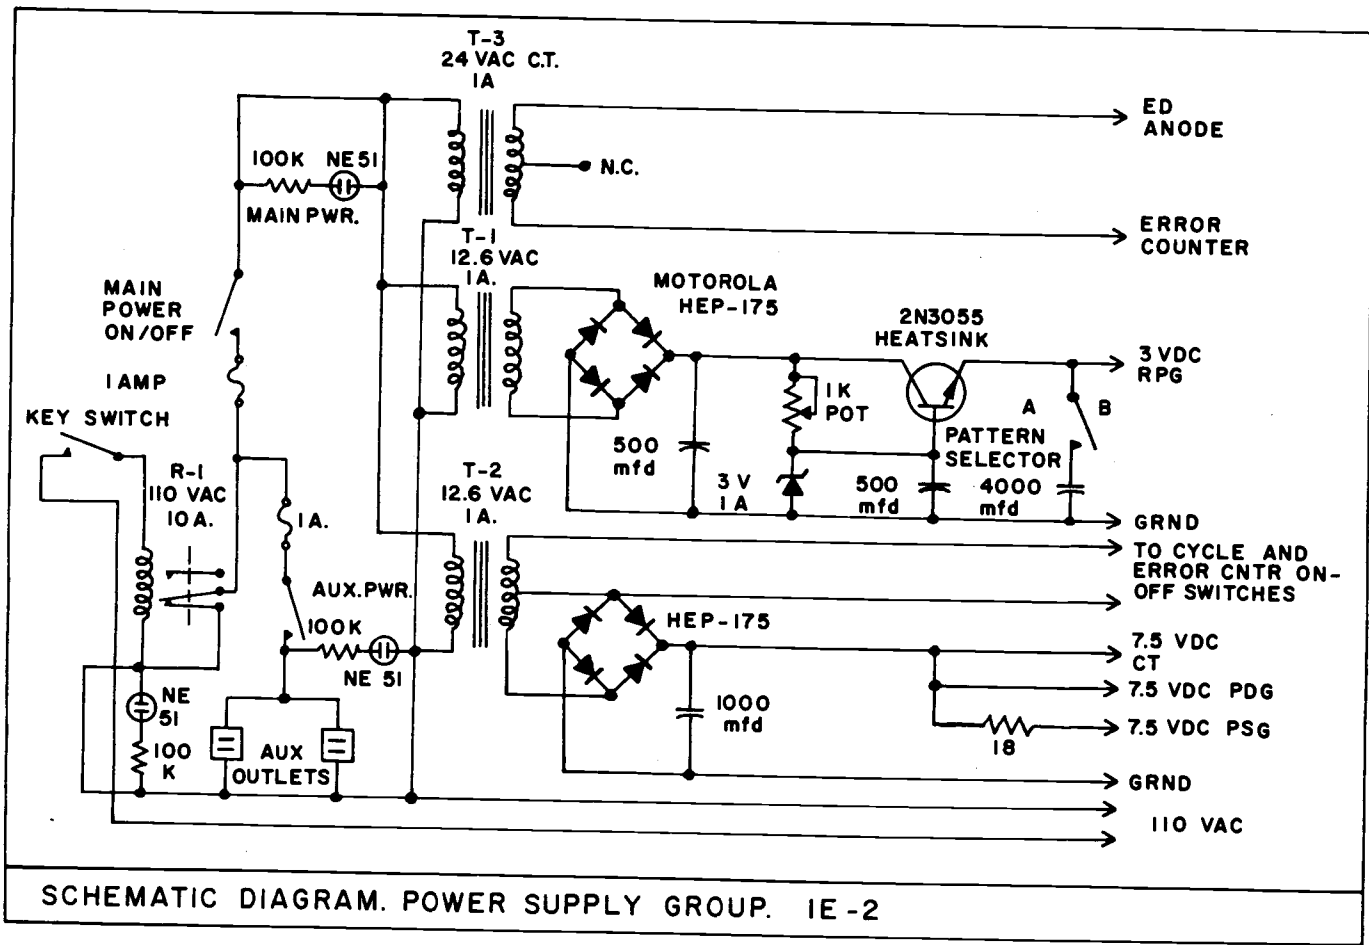 T-3
24 VAC C.T.
1A
ED
ANODE
100K NE51
N.C.
MAIN PWR.
ERROR
COUNTER
T-1
12.6 VAC
1A.
MOTOROLA
HEP-175
MAIN
POWER
ON/OFF
2N3055
HEATSINK
3 VDC
RPG
1 AMP
1K
POT
A B
KEY SWITCH
PATTERN
SELECTOR
500
mfd
R-1
110 VAC
10A.
T-2
12.6 VAC
1A.
3 V
1 A
500
mfd
4000
mfd
1A.
GRND
TO CYCLE AND
ERROR CNTR ON-
OFF SWITCHES
AUX. PWR.
100K
NE 51
HEP-175
7.5 VDC
CT
7.5 VDC PDG
NE
51
1000
mfd
7.5 VDC PSG
18
100
K
AUX
OUTLETS
GRND
110 VAC
SCHEMATIC DIAGRAM. POWER SUPPLY GROUP. 1E-2